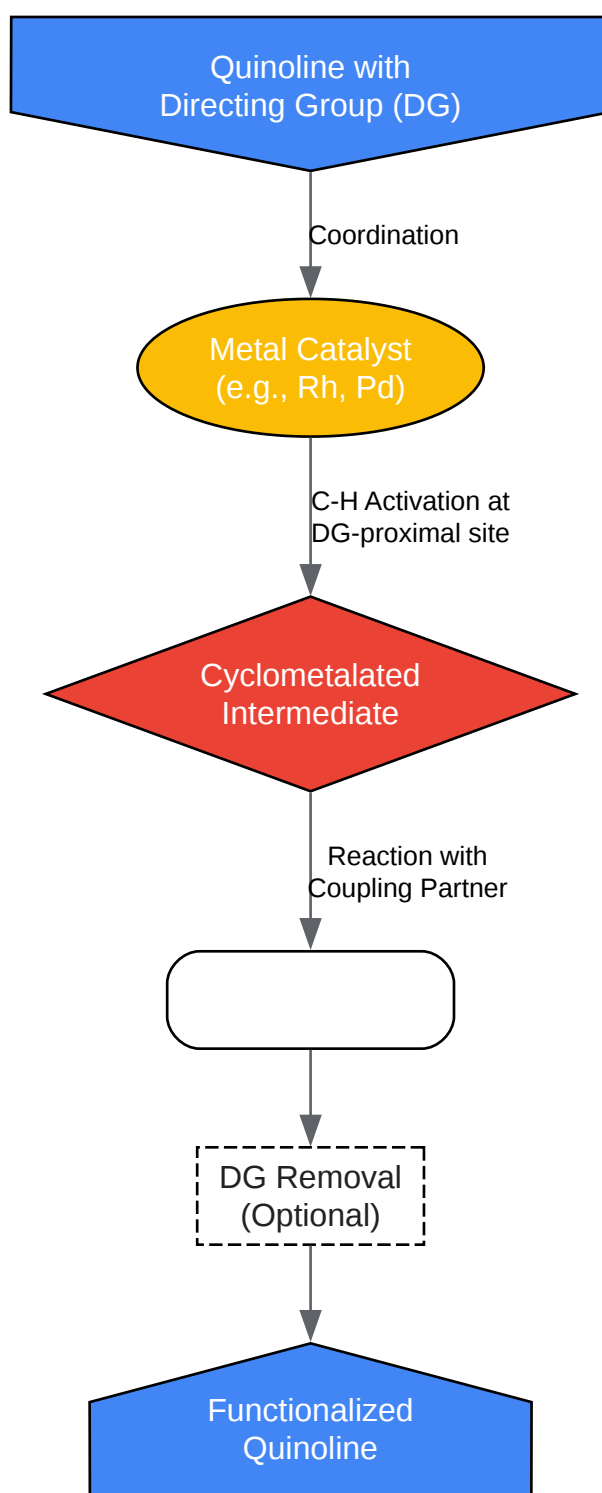 Quinoline with
Directing Group (DG)
Coordination
Metal Catalyst
(e.g., Rh, Pd)
C-H Activation at
DG-proximal site
Cyclometalated
Intermediate
Reaction with
Coupling Partner
DG Removal
(Optional)
Functionalized
Quinoline